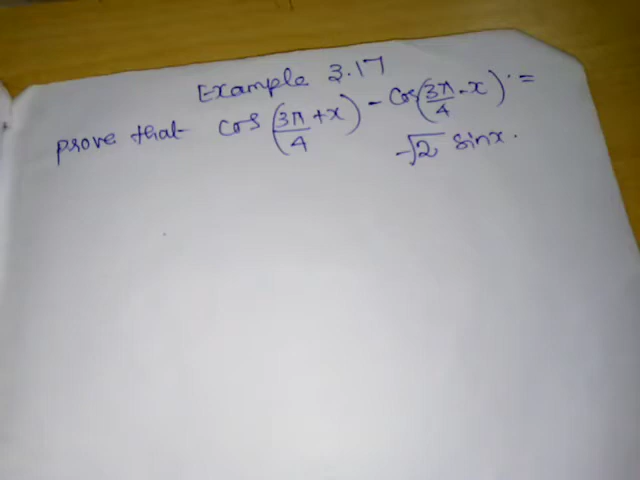 Example 3.17
prove that cos(3π/4 + x) - cos(3π/4 - x) =
-√2 sinx.